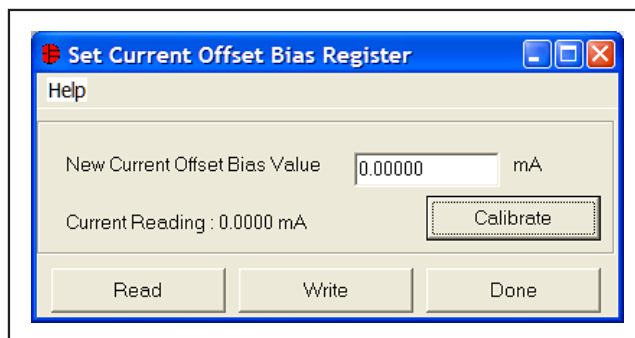 Set Current Offset Bias Register
Help
New Current Offset Bias Value 0.00000 mA
Current Reading : 0.0000 mA Calibrate
Read Write Done